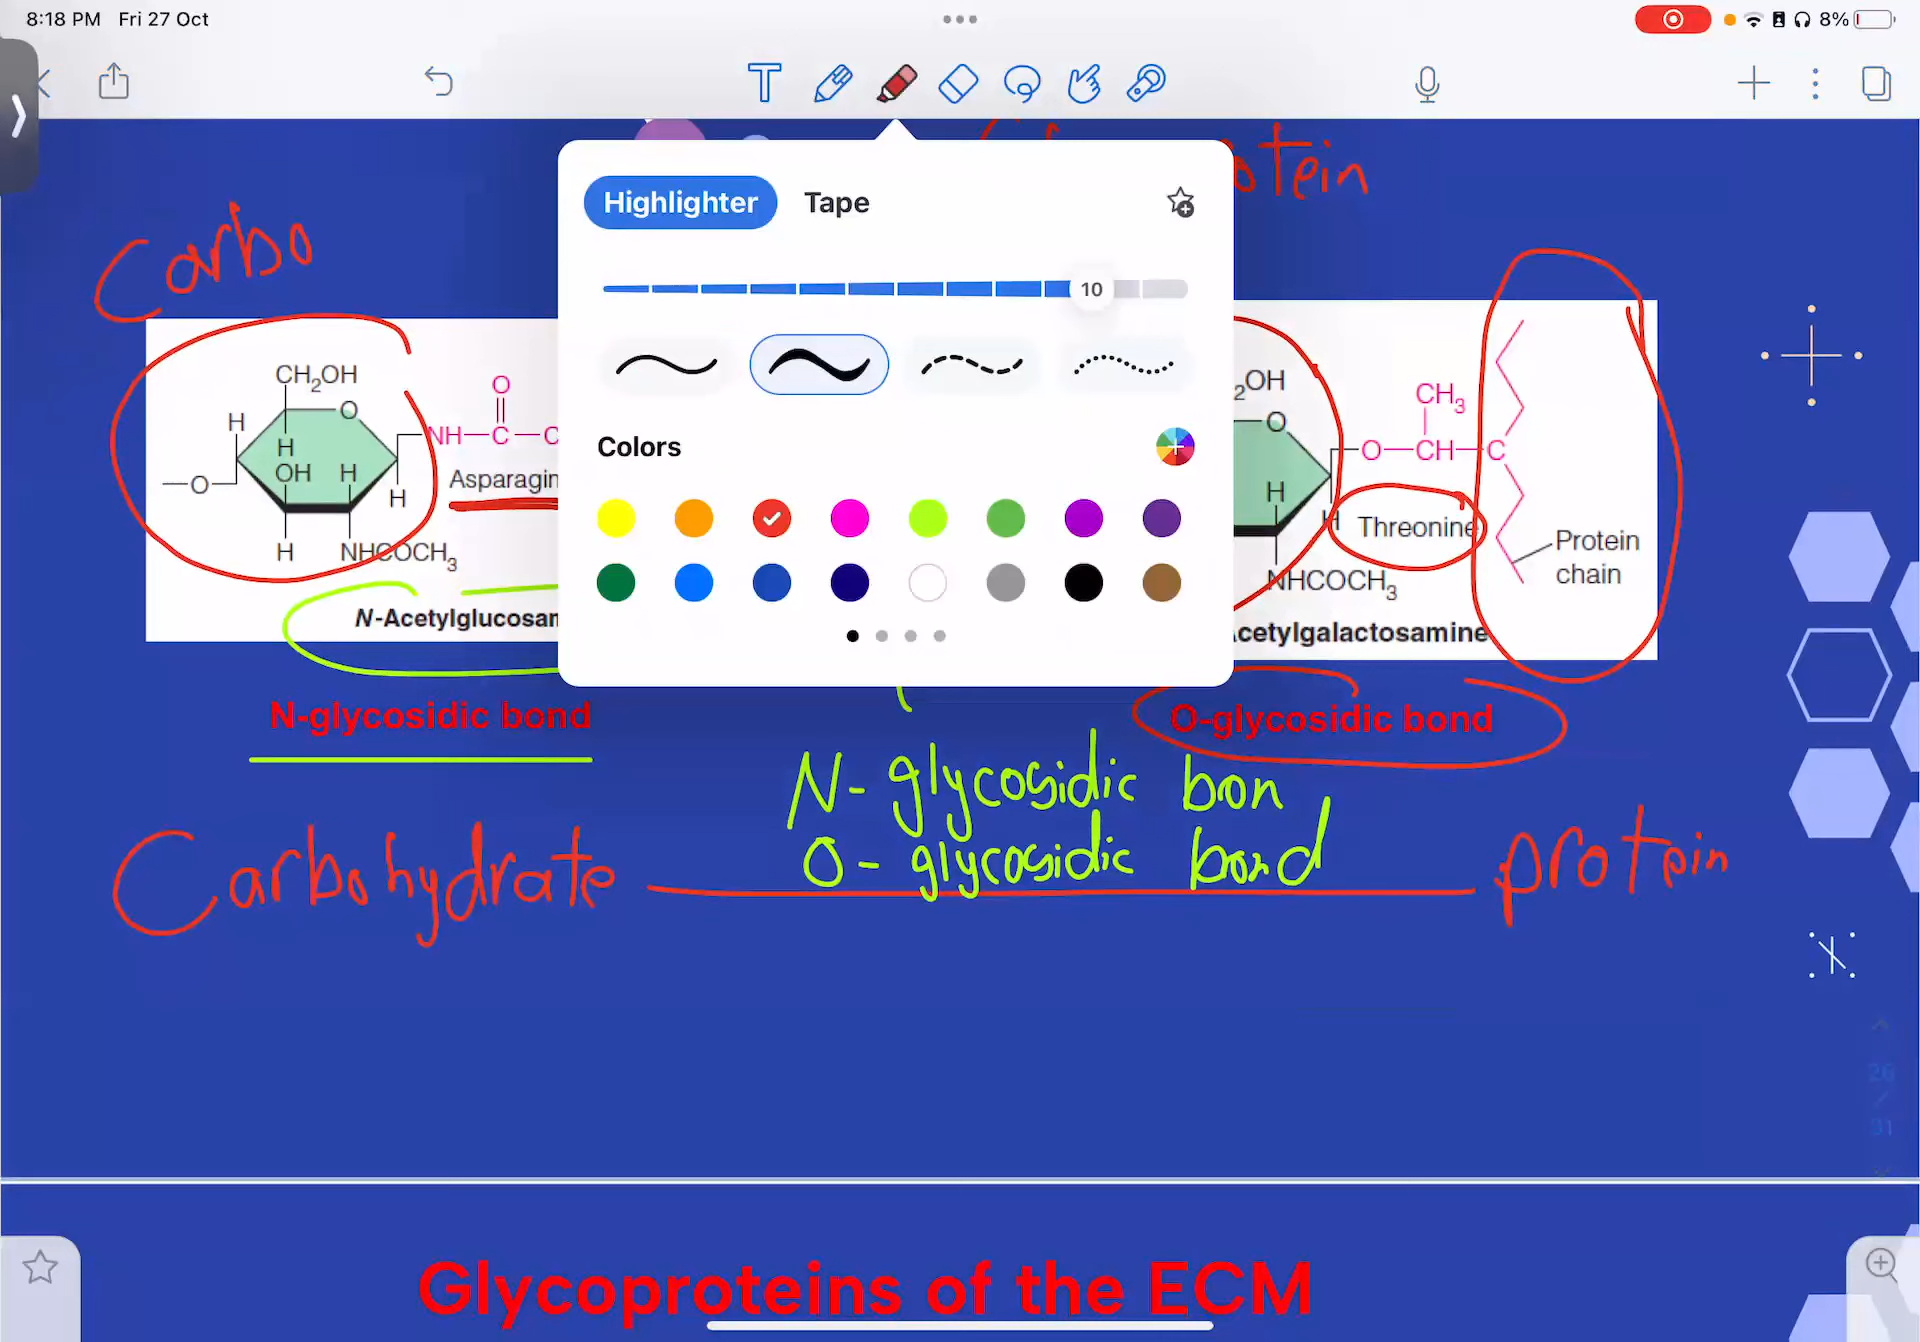 8:18 PM Fri 27 Oct
8%
T
Highlighter Tape
10
Colors
otein
Carbo
CH2OH
O
H
H
OH H
H
O
H
NHCOCH3
NH—C—C
O
Asparagin
N-Acetylglucosan
2OH
O
H
H
NHCOCH3
O—CH—C
CH3
Threonine
Protein
chain
cetylgalactosamine
N-glycosidic bond
O-glycosidic bond
N- glycosidic bon
O- glycosidic bond
Carbohydrate
protein
26
/
31
Glycoproteins of the ECM